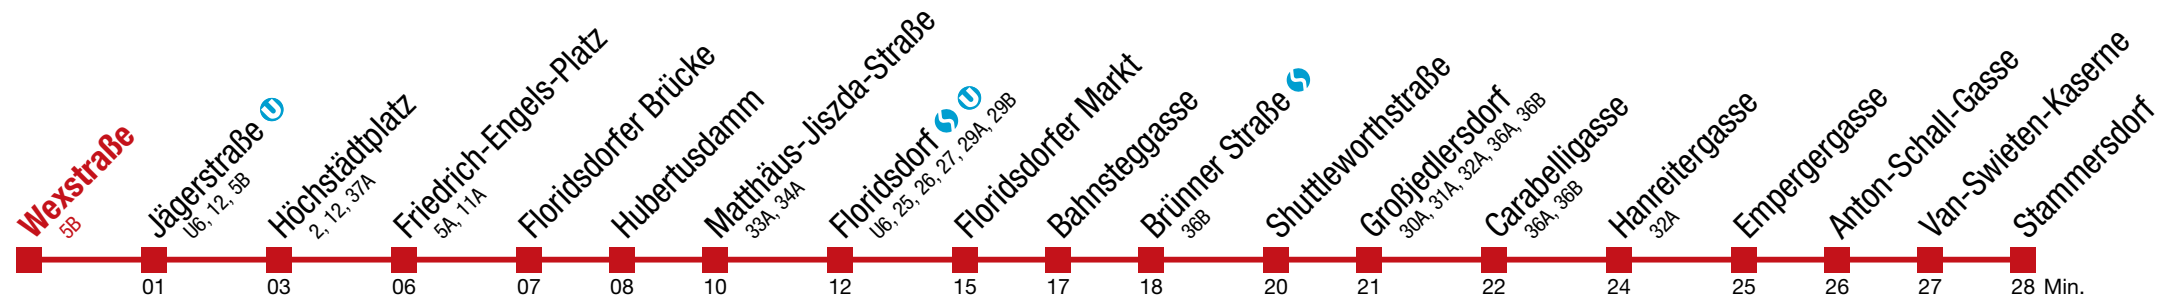 Wexstraße
5B
Jägerstraße U
U6, 12, 5B
01
Höchstädtplatz
2, 12, 37A
03
Friedrich-Engels-Platz
5A, 11A
06
Floridsdorfer Brücke
07
Hubertusdamm
08
Matthäus-Jiszda-Straße
33A, 34A
10
Floridsdorf S U
U6, 25, 26, 27, 29A, 29B
12
Floridsdorfer Markt
15
Bahnsteggasse
17
Brünner Straße S
36B
18
Shuttleworthstraße
20
Großjedlersdorf
30A, 31A, 32A, 36A, 36B
21
Carabelligasse
36A, 36B
22
Hanreitergasse
32A
24
Empergergasse
25
Anton-Schall-Gasse
26
Van-Swieten-Kaserne
27
Stammersdorf
28 Min.